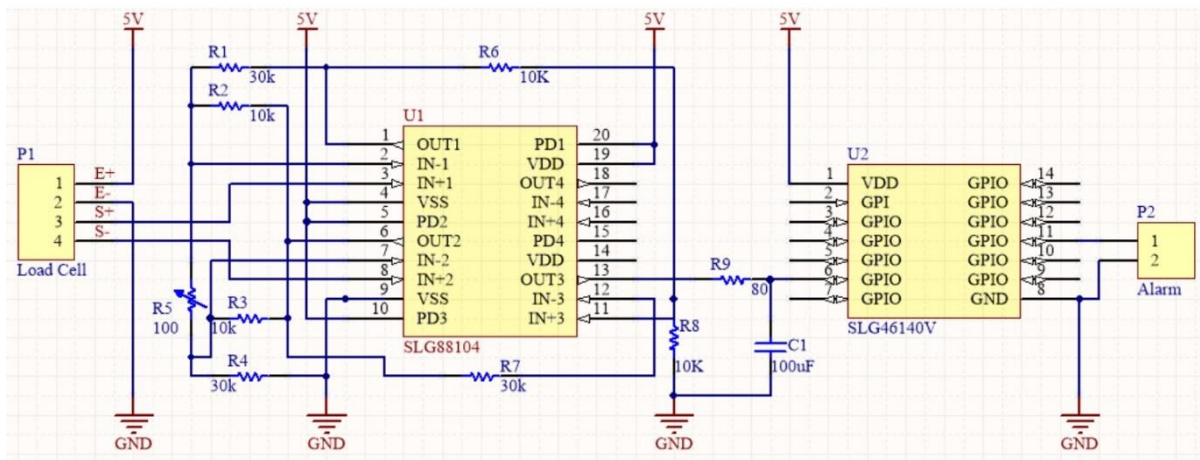 5V
5V
5V
5V
R1
30k
R2
10k
R6
10K
U1
1 OUT1 PD1 20
2 IN-1 VDD 19
3 IN+1 OUT4 18
4 VSS IN-4 17
5 PD2 IN+4 16
6 OUT2 PD4 15
7 IN-2 VDD 14
8 IN+2 OUT3 13
9 VSS IN-3 12
10 PD3 IN+3 11
SLG88104
P1
1 E+
2 E-
3 S+
4 S-
Load Cell
R5
100
R3
10k
R4
30k
R7
30k
R8
10K
R9
80
C1
100uF
U2
1 VDD GPIO 14
2 GPI GPIO 13
3 GPIO GPIO 12
4 GPIO GPIO 11
5 GPIO GPIO 10
6 GPIO GPIO 9
7 GPIO GND 8
SLG46140V
P2
1
2
Alarm
GND
GND
GND
GND